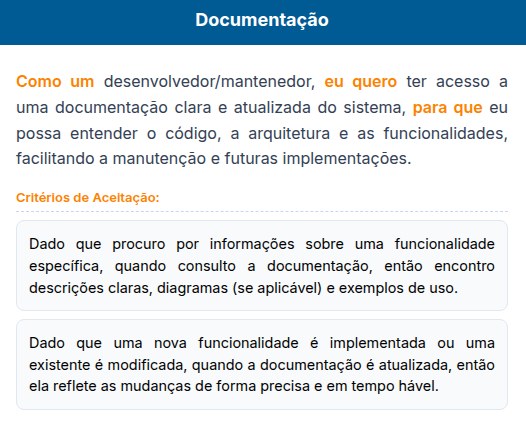 Documentação
Como um desenvolvedor/mantenedor, eu quero ter acesso a
uma documentação clara e atualizada do sistema, para que eu
possa entender o código, a arquitetura e as funcionalidades,
facilitando a manutenção e futuras implementações.
Critérios de Aceitação:
Dado que procuro por informações sobre uma funcionalidade
específica, quando consulto a documentação, então encontro
descrições claras, diagramas (se aplicável) e exemplos de uso.
Dado que uma nova funcionalidade é implementada ou uma
existente é modificada, quando a documentação é atualizada, então
ela reflete as mudanças de forma precisa e em tempo hável.